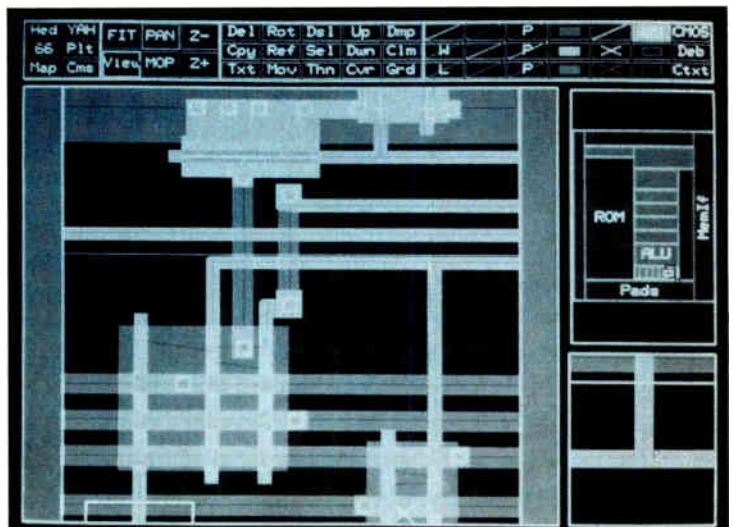 Hed YAH FIT PAN Z- Del Rot Dsl Up Dmp P CMOS
66 Plt Cpy Ref Sel Dwn Clm W P Deb
Map Cms View MOP Z+ Txt Mov Thn Cvr Grd L P Ctxt
ROM
MemIf
ALU
Pads